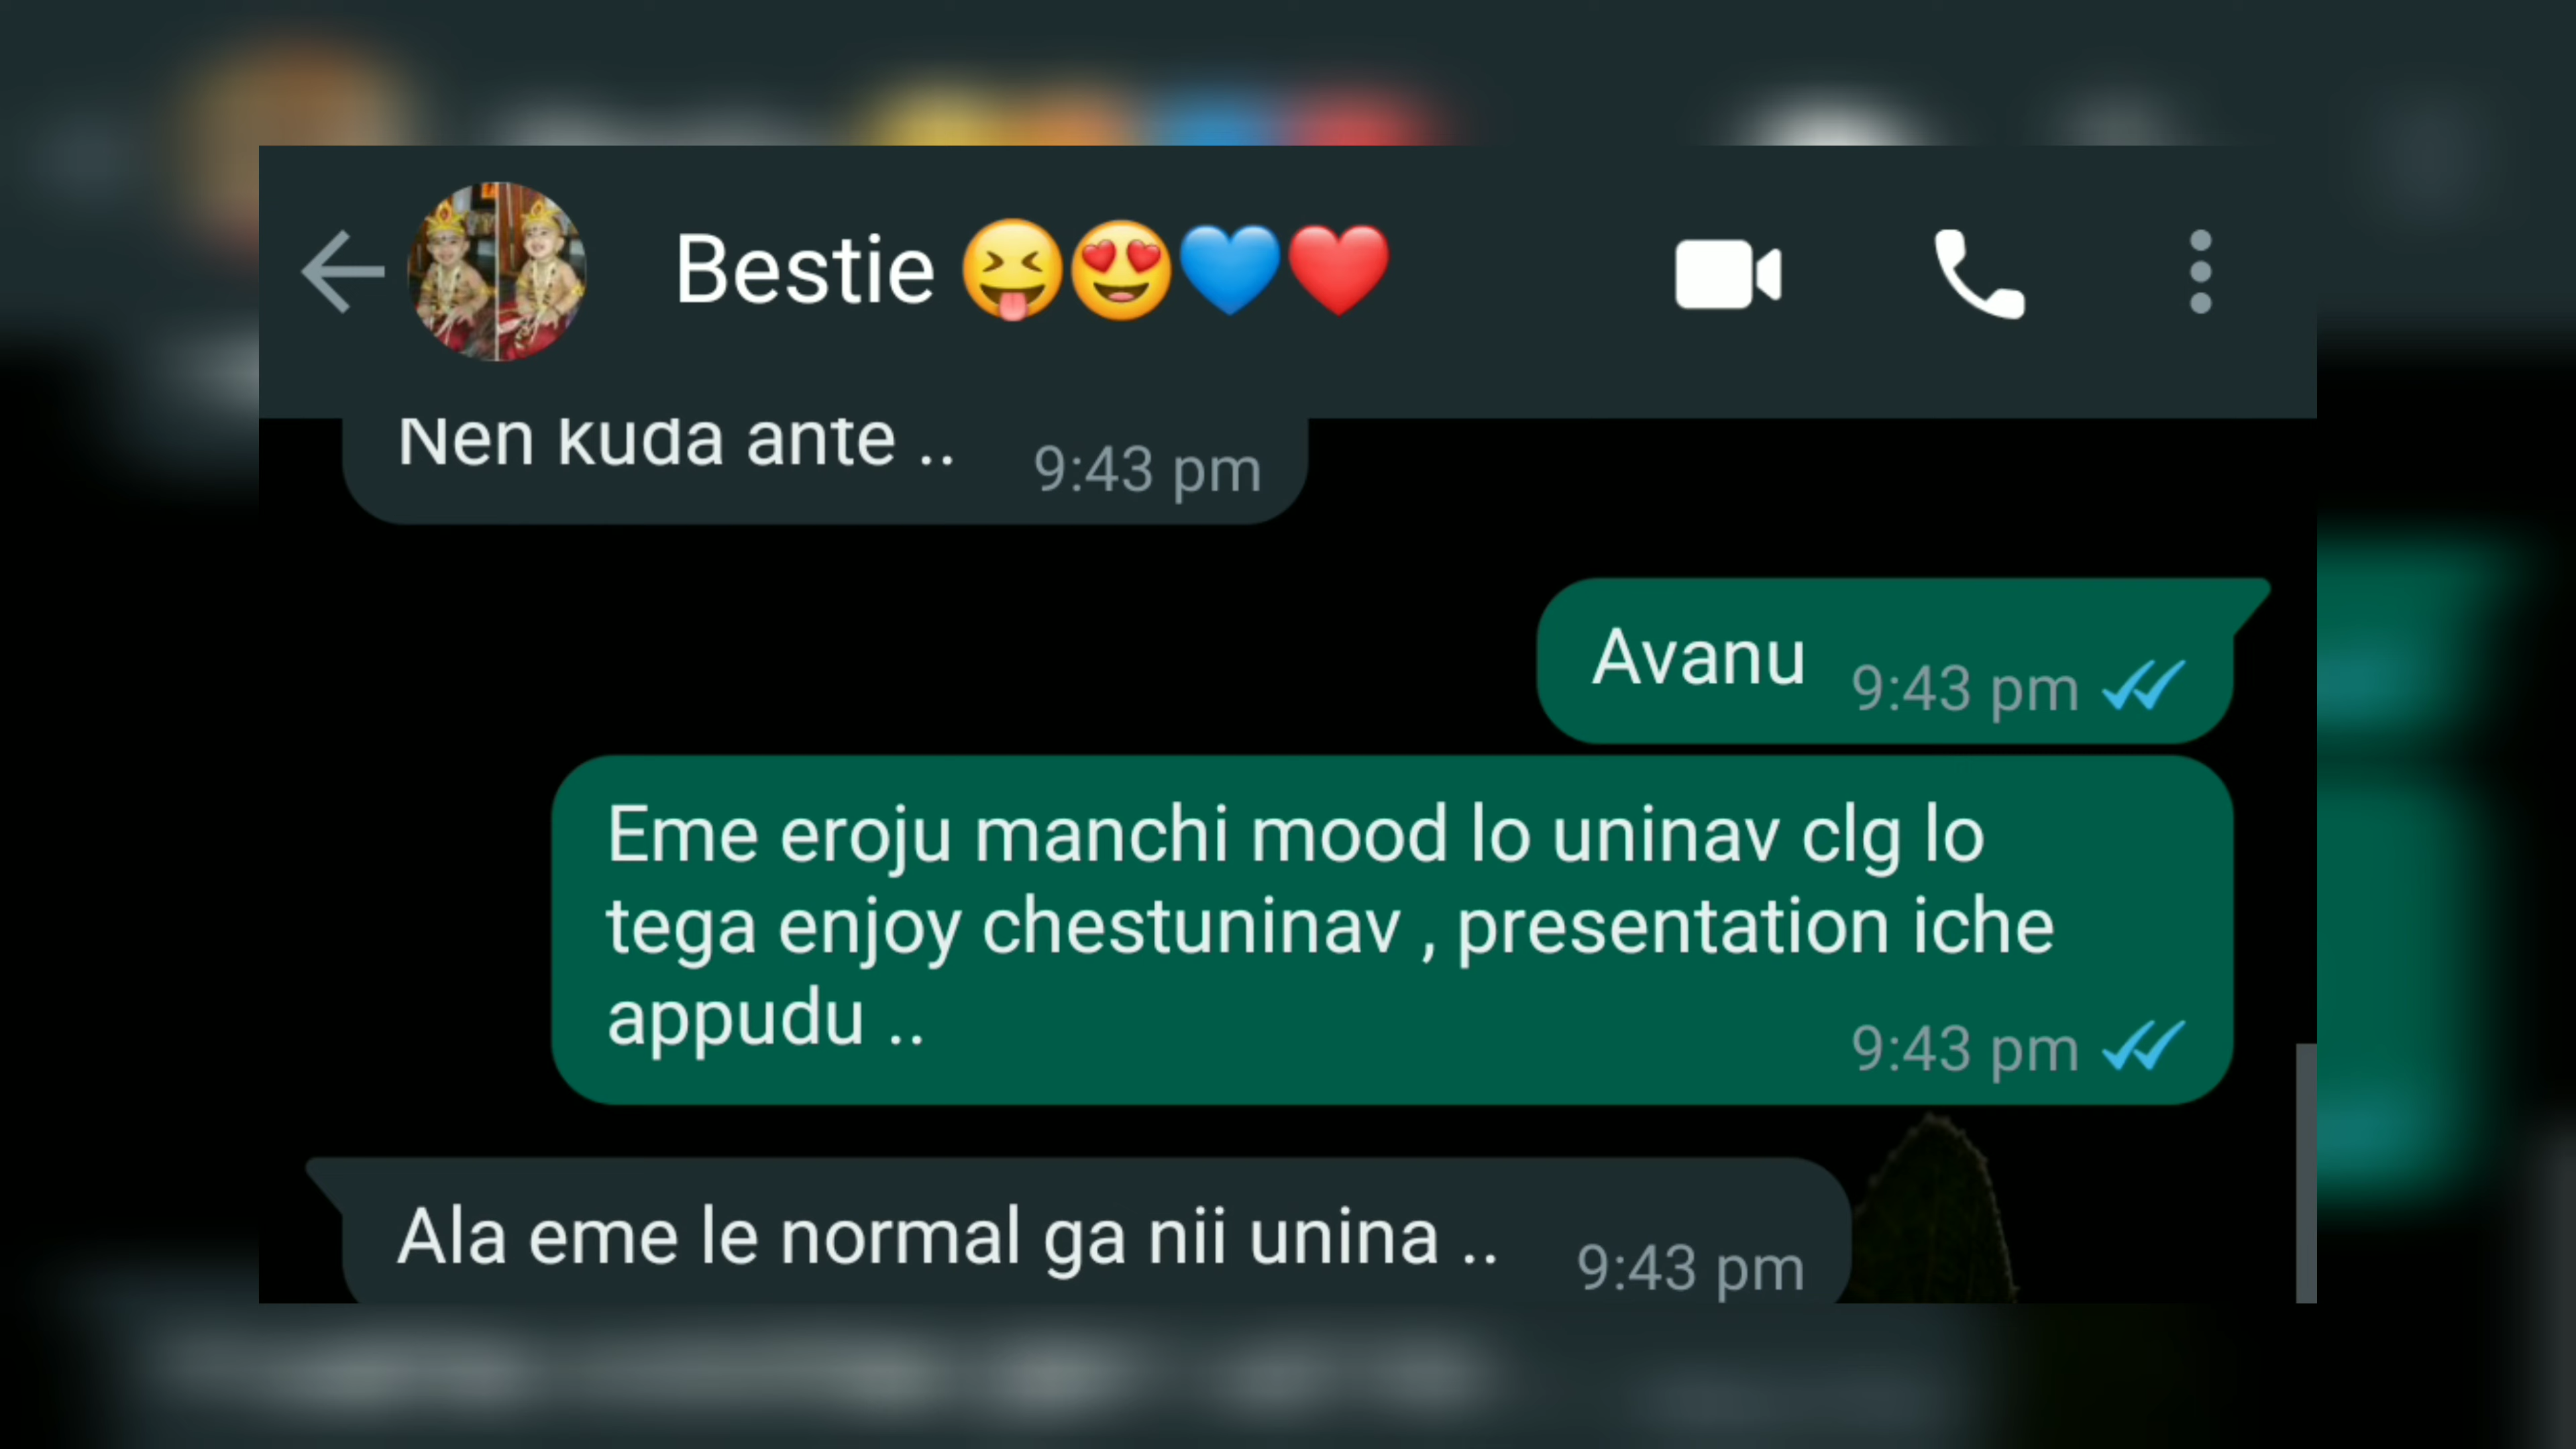 Bestie 😝😍💙❤️
Nen kuda ante .. 9:43 pm
Avanu 9:43 pm
Eme eroju manchi mood lo uninav clg lo
tega enjoy chestuninav , presentation iche
appudu .. 9:43 pm
Ala eme le normal ga nii unina .. 9:43 pm